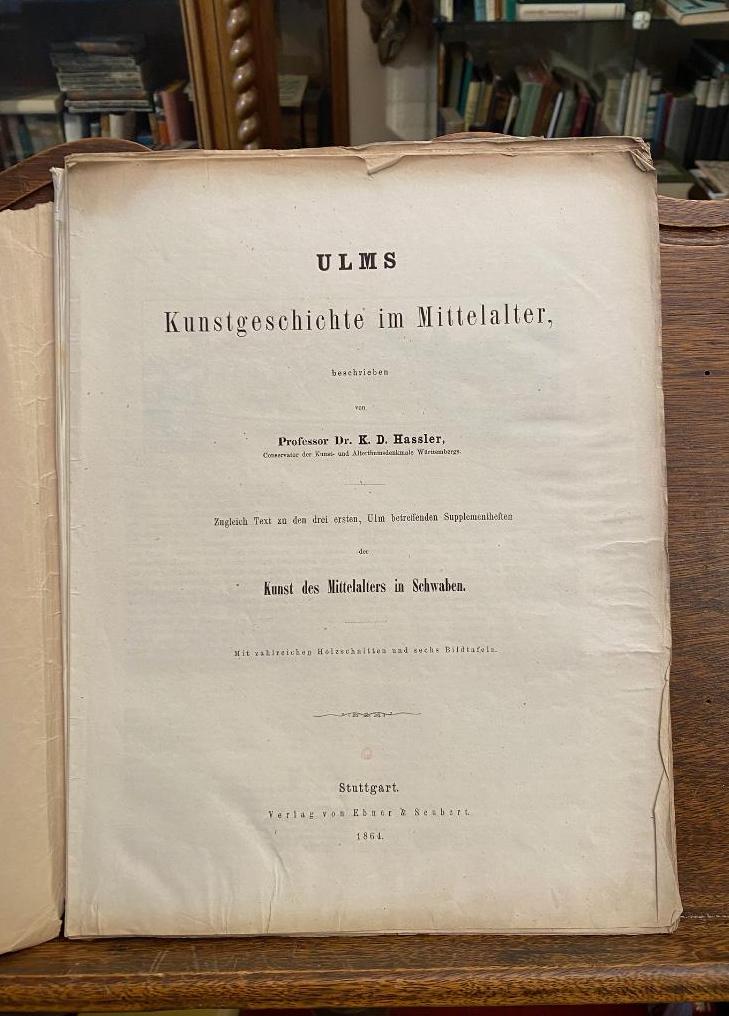 ULMS
Kunstgeschichte im Mittelalter,
beschrieben
von
Professor Dr. K. D. Hassler,
Conservator der Kunst- und Alterthumsdenkmale Württembergs.
Zugleich Text zu den drei ersten, Ulm betreffenden Supplementheften
der
Kunst des Mittelalters in Schwaben.
Mit zahlreichen Holzschnitten und sechs Bildtafeln.
Stuttgart.
Verlag von Ebner & Seubert.
1864.